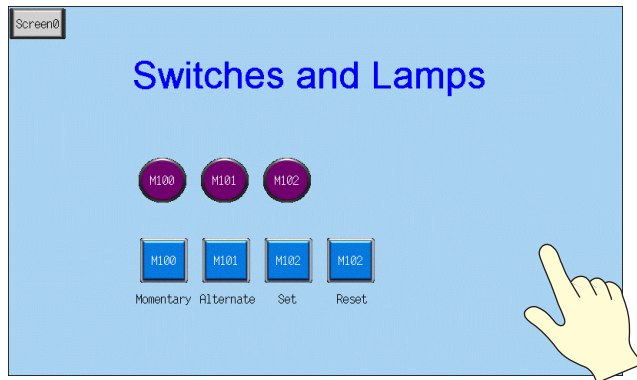 Screen0
Switches and Lamps
M100 M101 M102
M100 M101 M102 M102
Momentary Alternate Set Reset